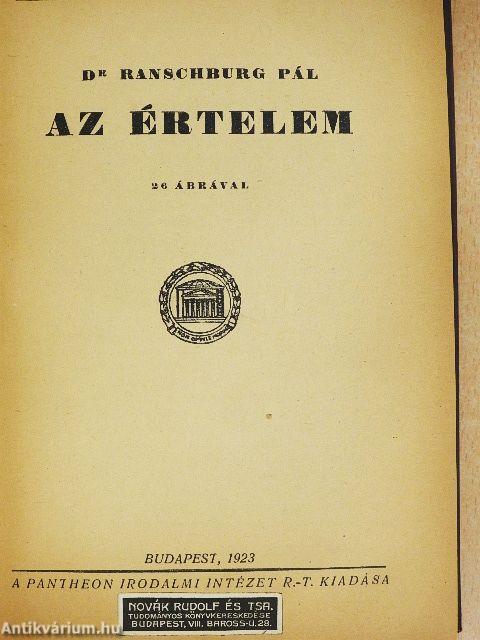 Dᴿ RANSCHBURG PÁL
AZ ÉRTELEM
26 ÁBRÁVAL
BUDAPEST, 1923
A PANTHEON IRODALMI INTÉZET R.-T. KIADÁSA
NOVÁK RUDOLF ÉS TSA.
TUDOMÁNYOS KÖNYVKERESKEDÉSE
BUDAPEST, VIII. BAROSS-U. 28.
Antikvárium.hu